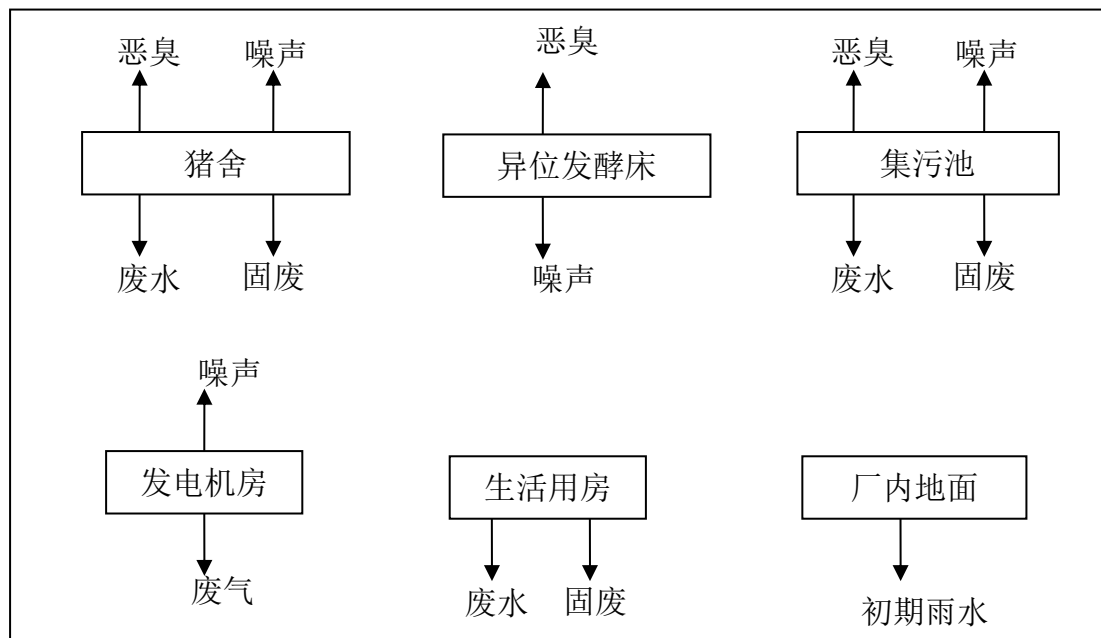 恶臭 噪声 恶臭 恶臭 噪声
猪舍 异位发酵床 集污池
废水 固废 噪声 废水 固废
噪声
发电机房 生活用房 厂内地面
废气 废水 固废 初期雨水